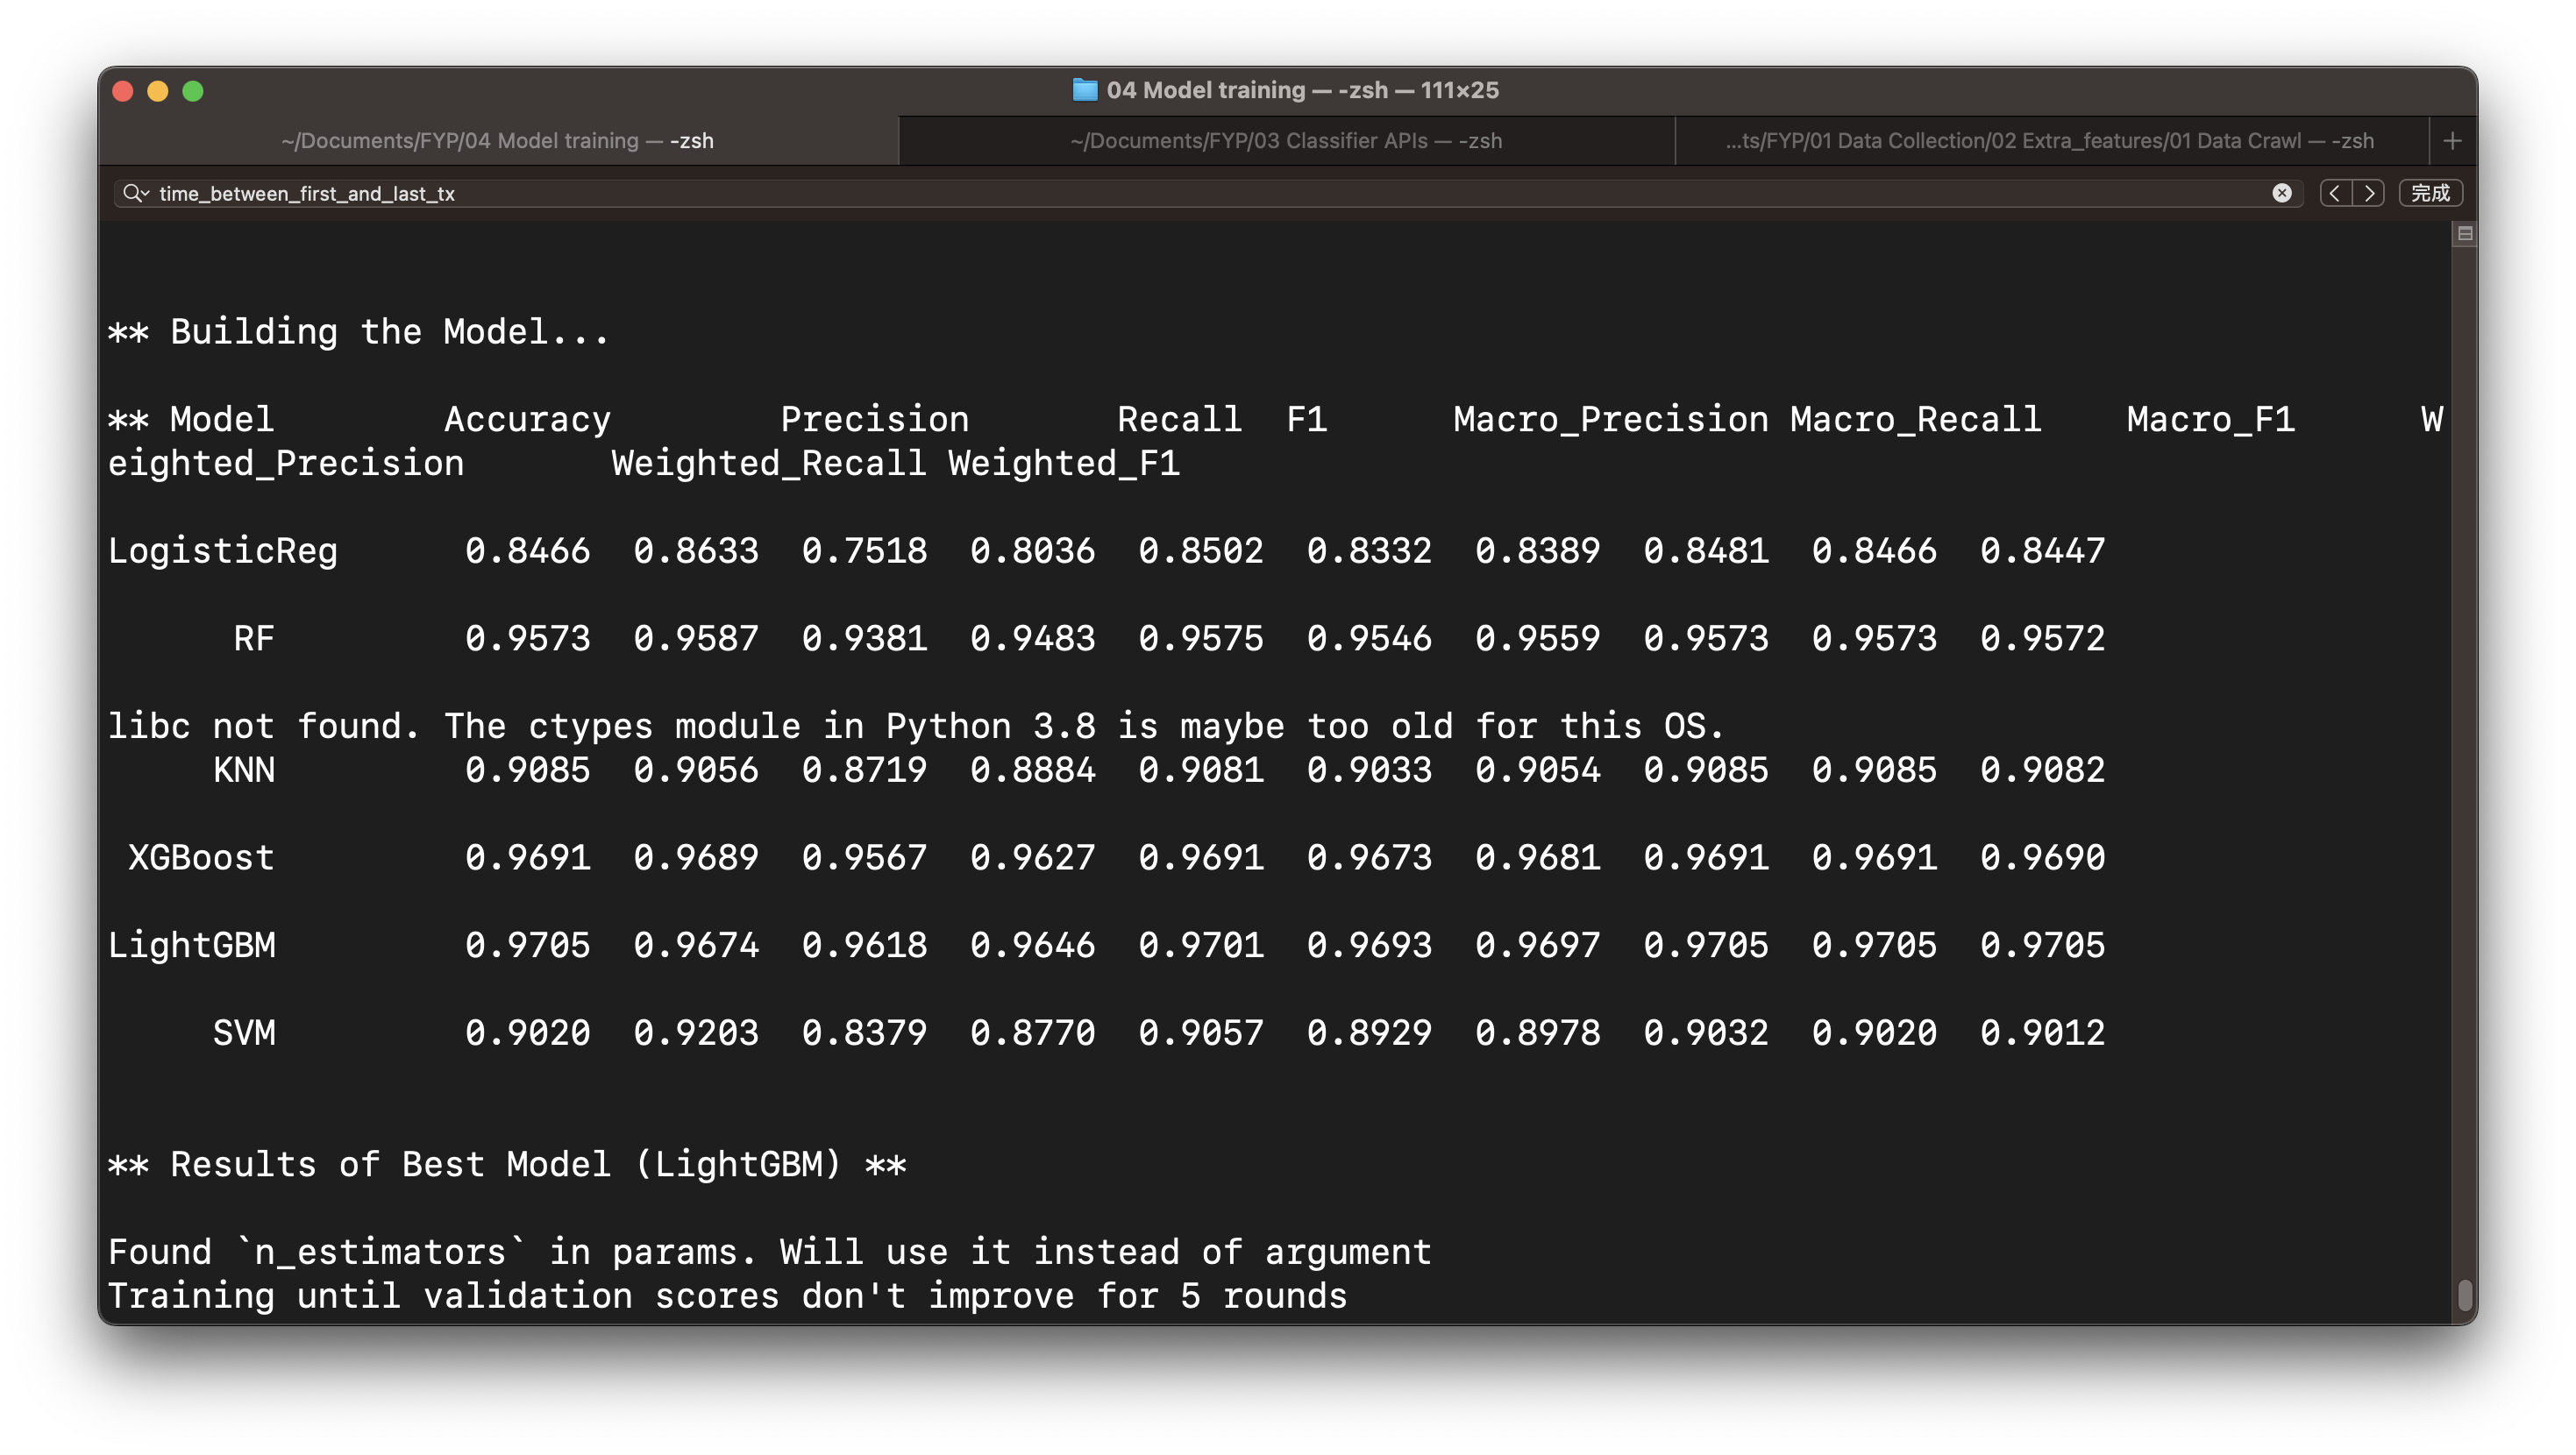 04 Model training — -zsh — 111×25
~/Documents/FYP/04 Model training — -zsh
~/Documents/FYP/03 Classifier APIs — -zsh
...ts/FYP/01 Data Collection/02 Extra_features/01 Data Crawl — -zsh
time_between_first_and_last_tx
完成
** Building the Model...
** Model        Accuracy        Precision       Recall  F1      Macro_Precision Macro_Recall    Macro_F1      W
eighted_Precision       Weighted_Recall Weighted_F1
LogisticReg      0.8466  0.8633  0.7518  0.8036  0.8502  0.8332  0.8389  0.8481  0.8466  0.8447
RF         0.9573  0.9587  0.9381  0.9483  0.9575  0.9546  0.9559  0.9573  0.9573  0.9572
libc not found. The ctypes module in Python 3.8 is maybe too old for this OS.
KNN         0.9085  0.9056  0.8719  0.8884  0.9081  0.9033  0.9054  0.9085  0.9085  0.9082
XGBoost         0.9691  0.9689  0.9567  0.9627  0.9691  0.9673  0.9681  0.9691  0.9691  0.9690
LightGBM         0.9705  0.9674  0.9618  0.9646  0.9701  0.9693  0.9697  0.9705  0.9705  0.9705
SVM         0.9020  0.9203  0.8379  0.8770  0.9057  0.8929  0.8978  0.9032  0.9020  0.9012
** Results of Best Model (LightGBM) **
Found `n_estimators` in params. Will use it instead of argument
Training until validation scores don't improve for 5 rounds